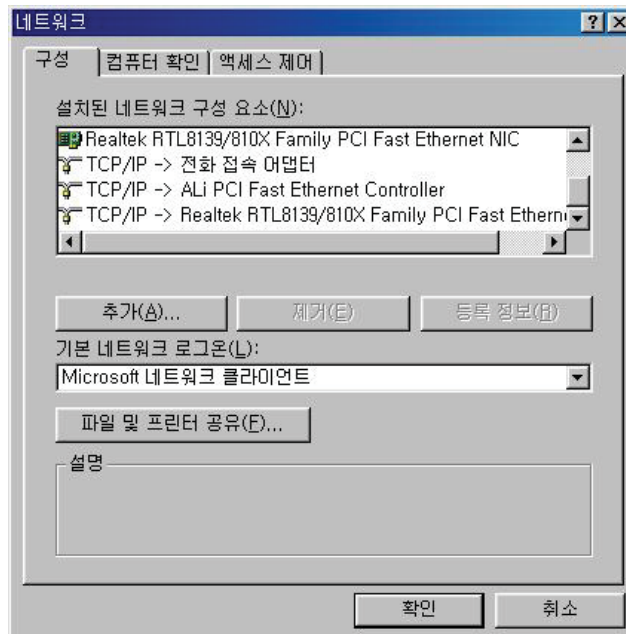 네트워크
구성 컴퓨터 확인 액세스 제어
설치된 네트워크 구성 요소(N):
Realtek RTL8139/810X Family PCI Fast Ethernet NIC
TCP/IP -> 전화 접속 어댑터
TCP/IP -> ALi PCI Fast Ethernet Controller
TCP/IP -> Realtek RTL8139/810X Family PCI Fast Ethern
추가(A)... 제거(E) 등록 정보(R)
기본 네트워크 로그온(L):
Microsoft 네트워크 클라이언트
파일 및 프린터 공유(F)...
설명
확인 취소